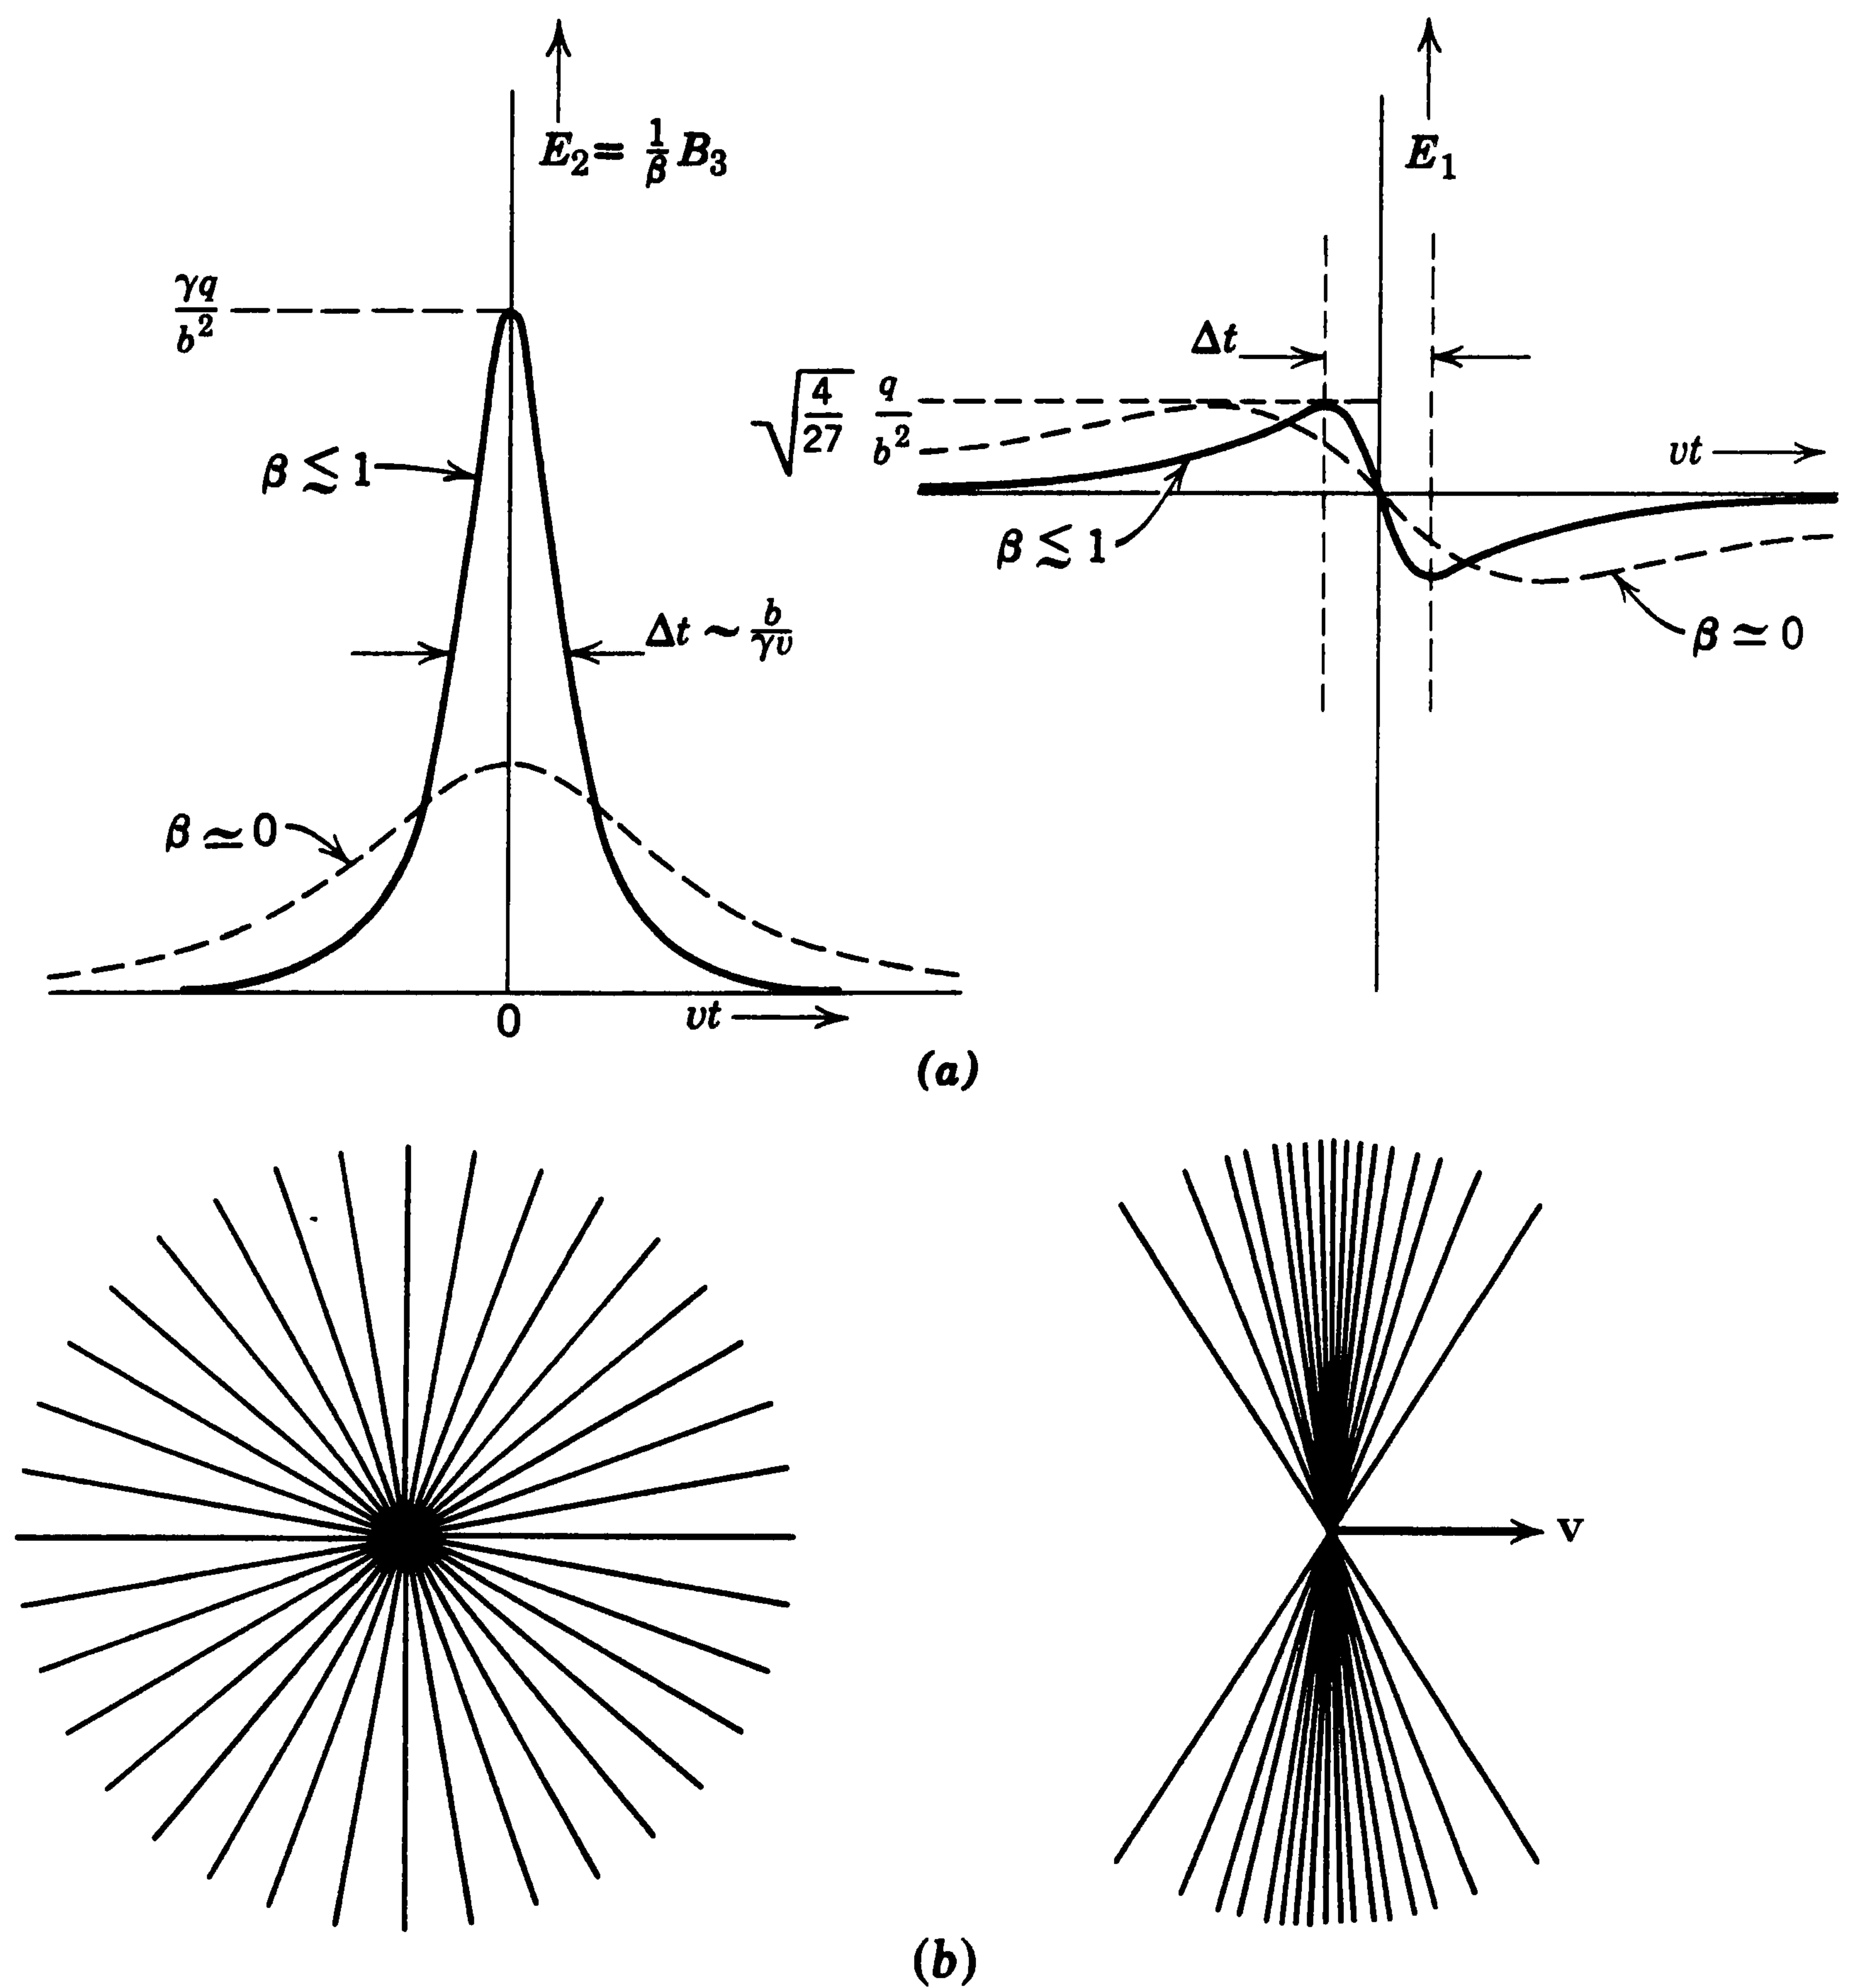 E₂ = 1/β B₃
E₁
γq/b²
Δt
√(4/27) q/b²
vt
β ≲ 1
β ≲ 1
Δt ~ b/γv
β ≃ 0
β ≃ 0
0
vt
(a)
v
(b)